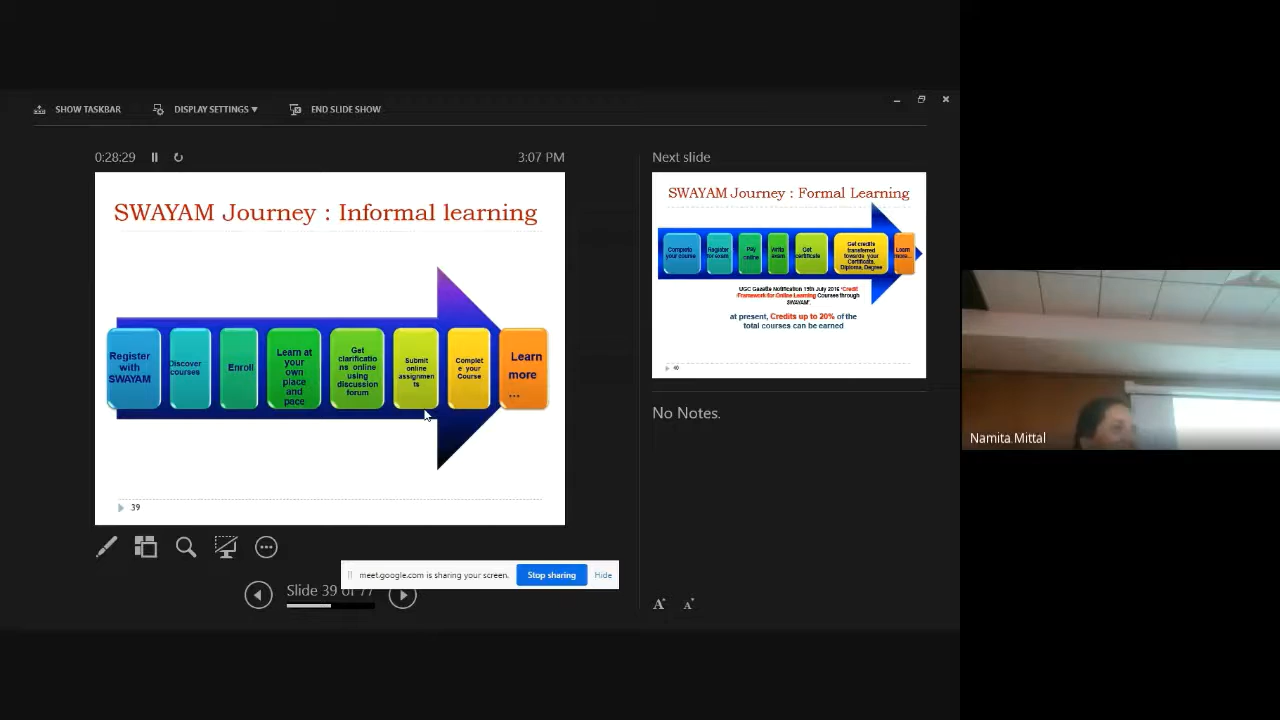 SHOW TASKBAR
DISPLAY SETTINGS
END SLIDE SHOW
0:28:29
3:07 PM
Next slide
SWAYAM Journey : Informal learning
Register
with
SWAYAM
Discover
courses
Enroll
Learn at
your
own
place
and
pace
Get
clarificatio
ns online
using
discussion
forum
Submit
online
assignmen
ts
Complet
e your
Course
Learn
more
...
39
SWAYAM Journey : Formal Learning
Complete
your course
Register
for exam
Pay
online
Write
exam
Get
certificate
Get credits
transferred
towards your
Certificate,
Diploma, Degree
Learn
more...
UGC Gazette Notification 19th July 2016 'Credit
Framework for Online Learning Courses through
SWAYAM'.
at present, Credits up to 20% of the
total courses can be earned
40
No Notes.
meet.google.com is sharing your screen.
Stop sharing
Hide
Slide 39 of 77
A
A
Namita Mittal